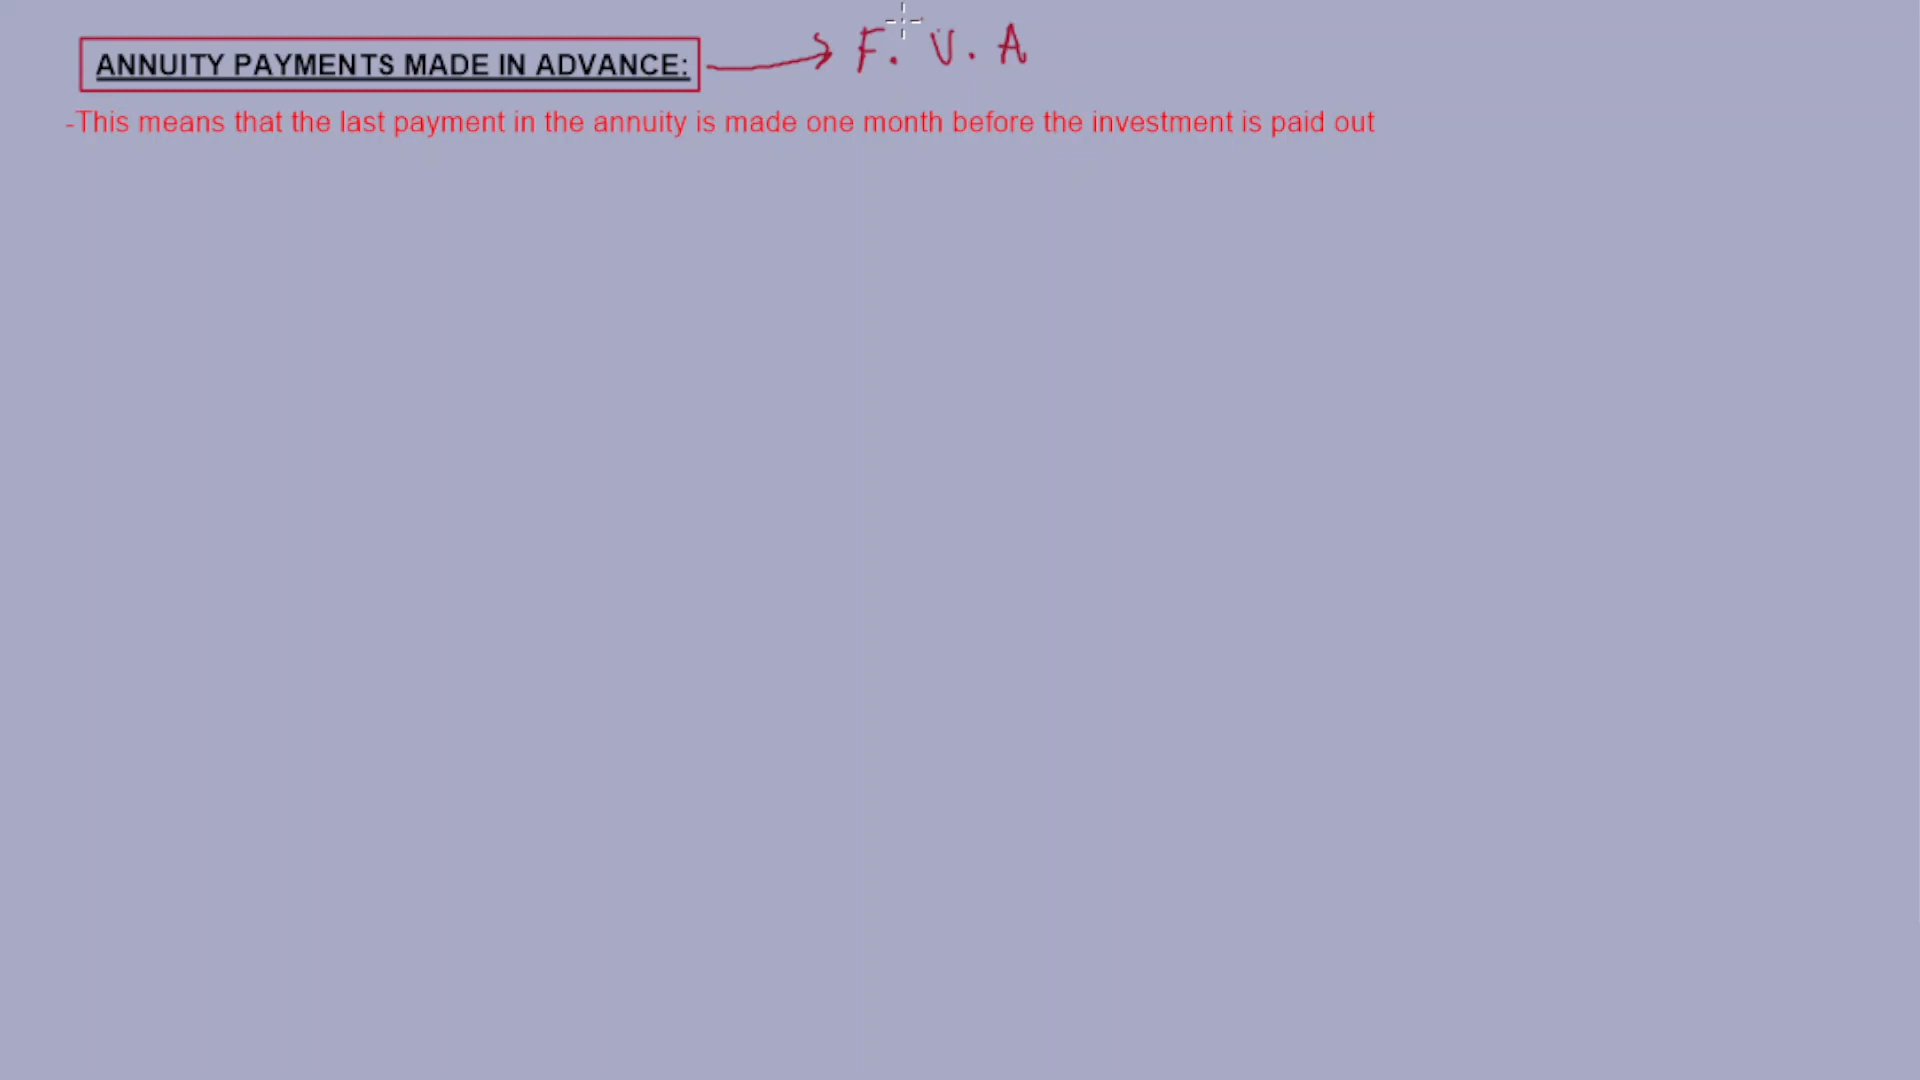 ANNUITY PAYMENTS MADE IN ADVANCE: → F. V. A
-This means that the last payment in the annuity is made one month before the investment is paid out